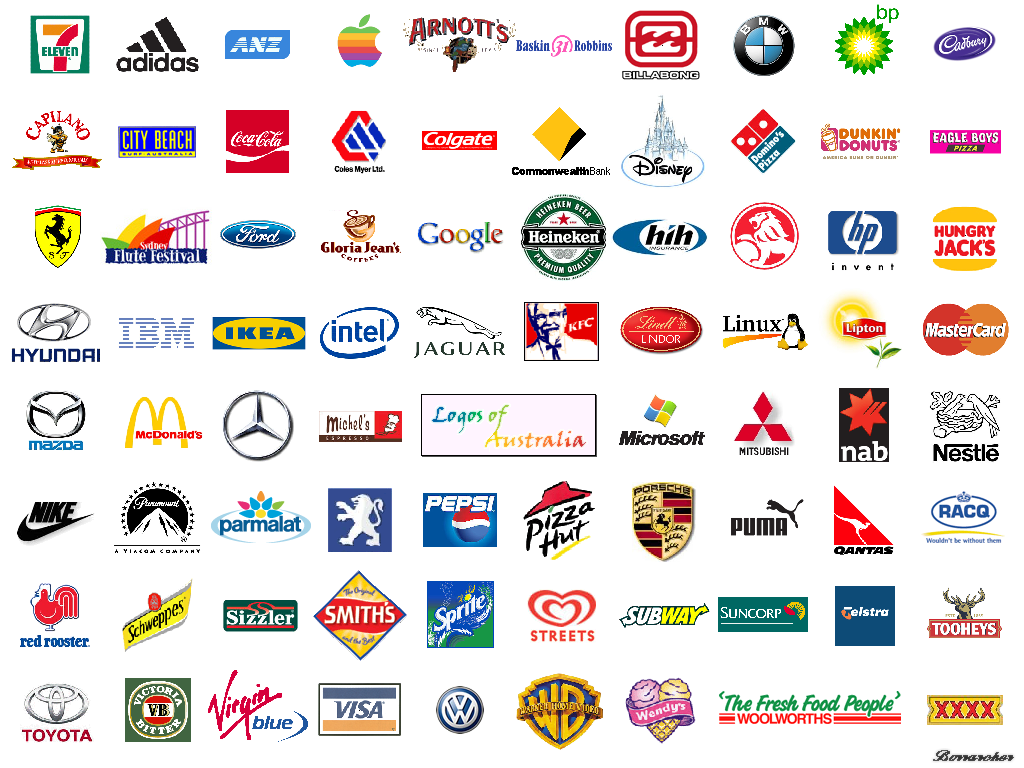 7
ELEVEN
adidas
ANZ
ARNOTT'S
Baskin 31 Robbins
BILLABONG
BMW
bp
Cadbury
CAPILANO
CITY BEACH
SURF AUSTRALIA
Coca-Cola
Coles Myer Ltd.
Colgate
CommonwealthBank
Disney
Domino's
Pizza
DUNKIN'
DONUTS
AMERICA RUNS ON DUNKIN'
EAGLE BOYS
PIZZA
S F
Sydney
Flute Festival
Ford
Gloria Jean's
COFFEES
Google
HEINEKEN BEER
Heineken
PREMIUM QUALITY
hih
INSURANCE
hp
invent
HUNGRY
JACK'S
HYUNDAI
IBM
IKEA
intel
JAGUAR
KFC
Lindt
LINDOR
Linux
Lipton
MasterCard
mazda
McDonald's
Michel's
ESPRESSO
Logos of
Australia
Microsoft
MITSUBISHI
nab
Nestlé
NIKE
Paramount
A VIACOM COMPANY
parmalat
PEPSI
Pizza
Hut
PORSCHE
PUMA
QANTAS
RACQ
Wouldn't be without them
red rooster
Schweppes
Sizzler
The Original
SMITH'S
and the Best
Sprite
STREETS
SUBWAY
SUNCORP
Telstra
TOOHEYS
TOYOTA
VICTORIA
VB
BITTER
Virgin
blue
VISA
VW
WB
Wendy's
'The Fresh Food People'
WOOLWORTHS
XXXX